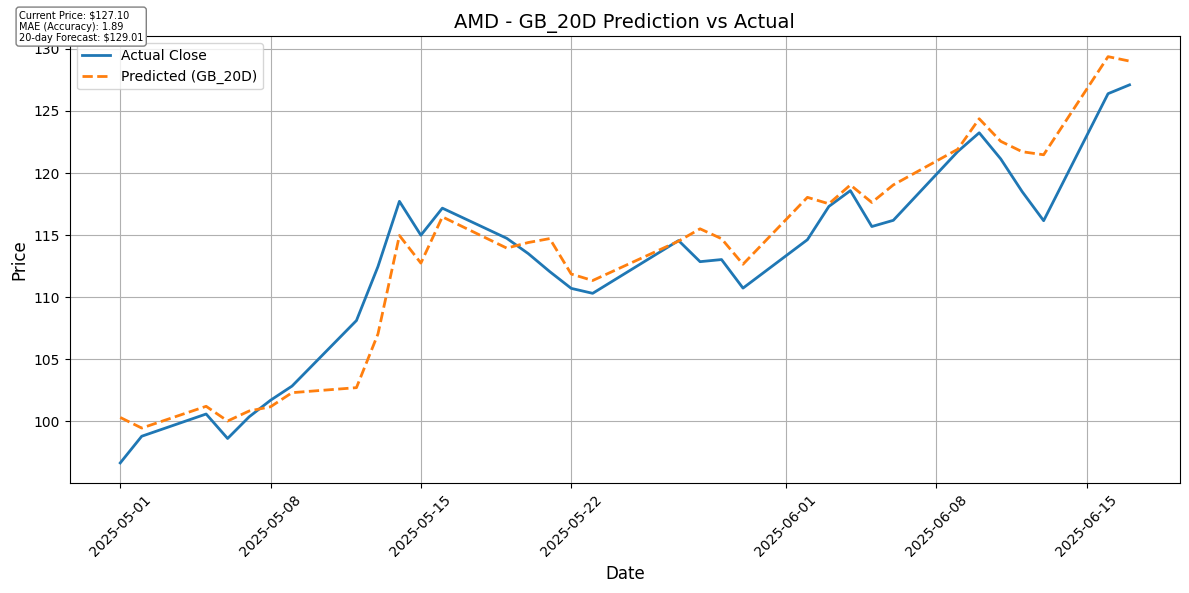 Current Price: $127.10
MAE (Accuracy): 1.89
20-day Forecast: $129.01
AMD - GB_20D Prediction vs Actual
Actual Close
Predicted (GB_20D)
130
125
120
115
110
105
100
Price
2025-05-01
2025-05-08
2025-05-15
2025-05-22
2025-06-01
2025-06-08
2025-06-15
Date